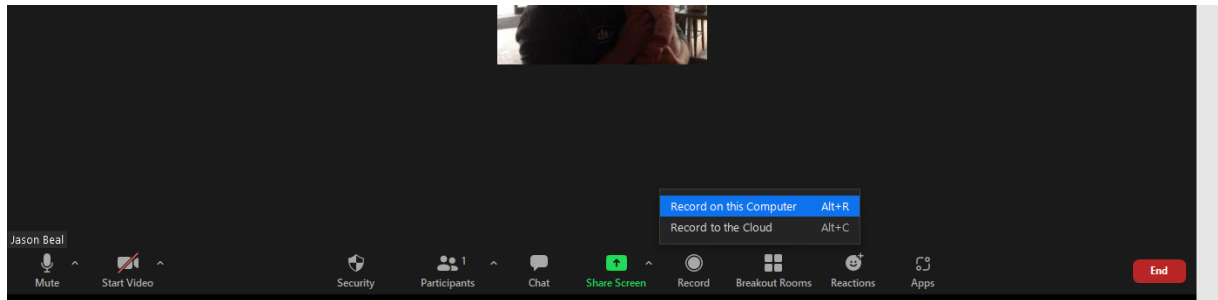 Record on this Computer Alt+R
Record to the Cloud Alt+C
Jason Beal
1
Mute Start Video Security Participants Chat Share Screen Record Breakout Rooms Reactions Apps End